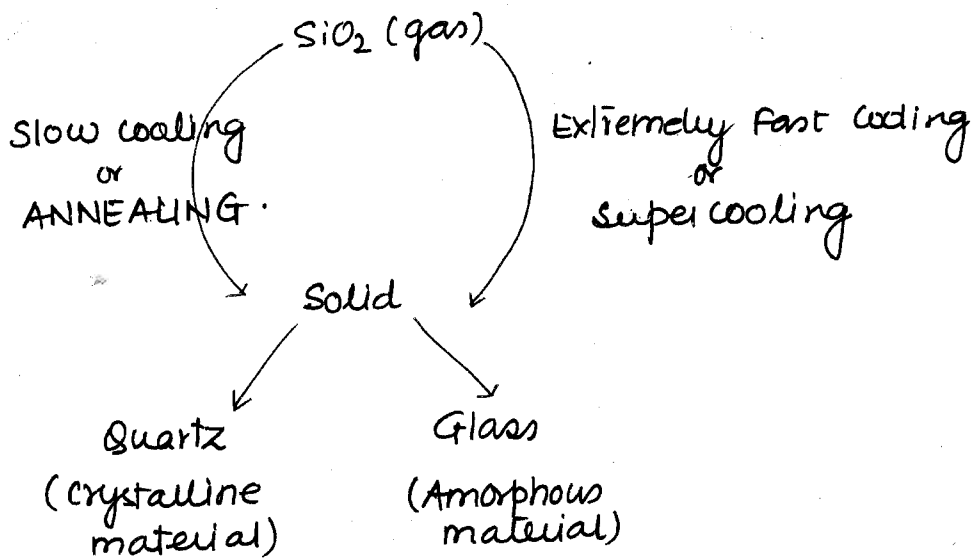 SiO₂ (gas)
Slow cooling
or
ANNEALING.
Extremely Fast Cooling
or
Supercooling
Solid
Quartz
(Crystalline
material)
Glass
(Amorphous
material)